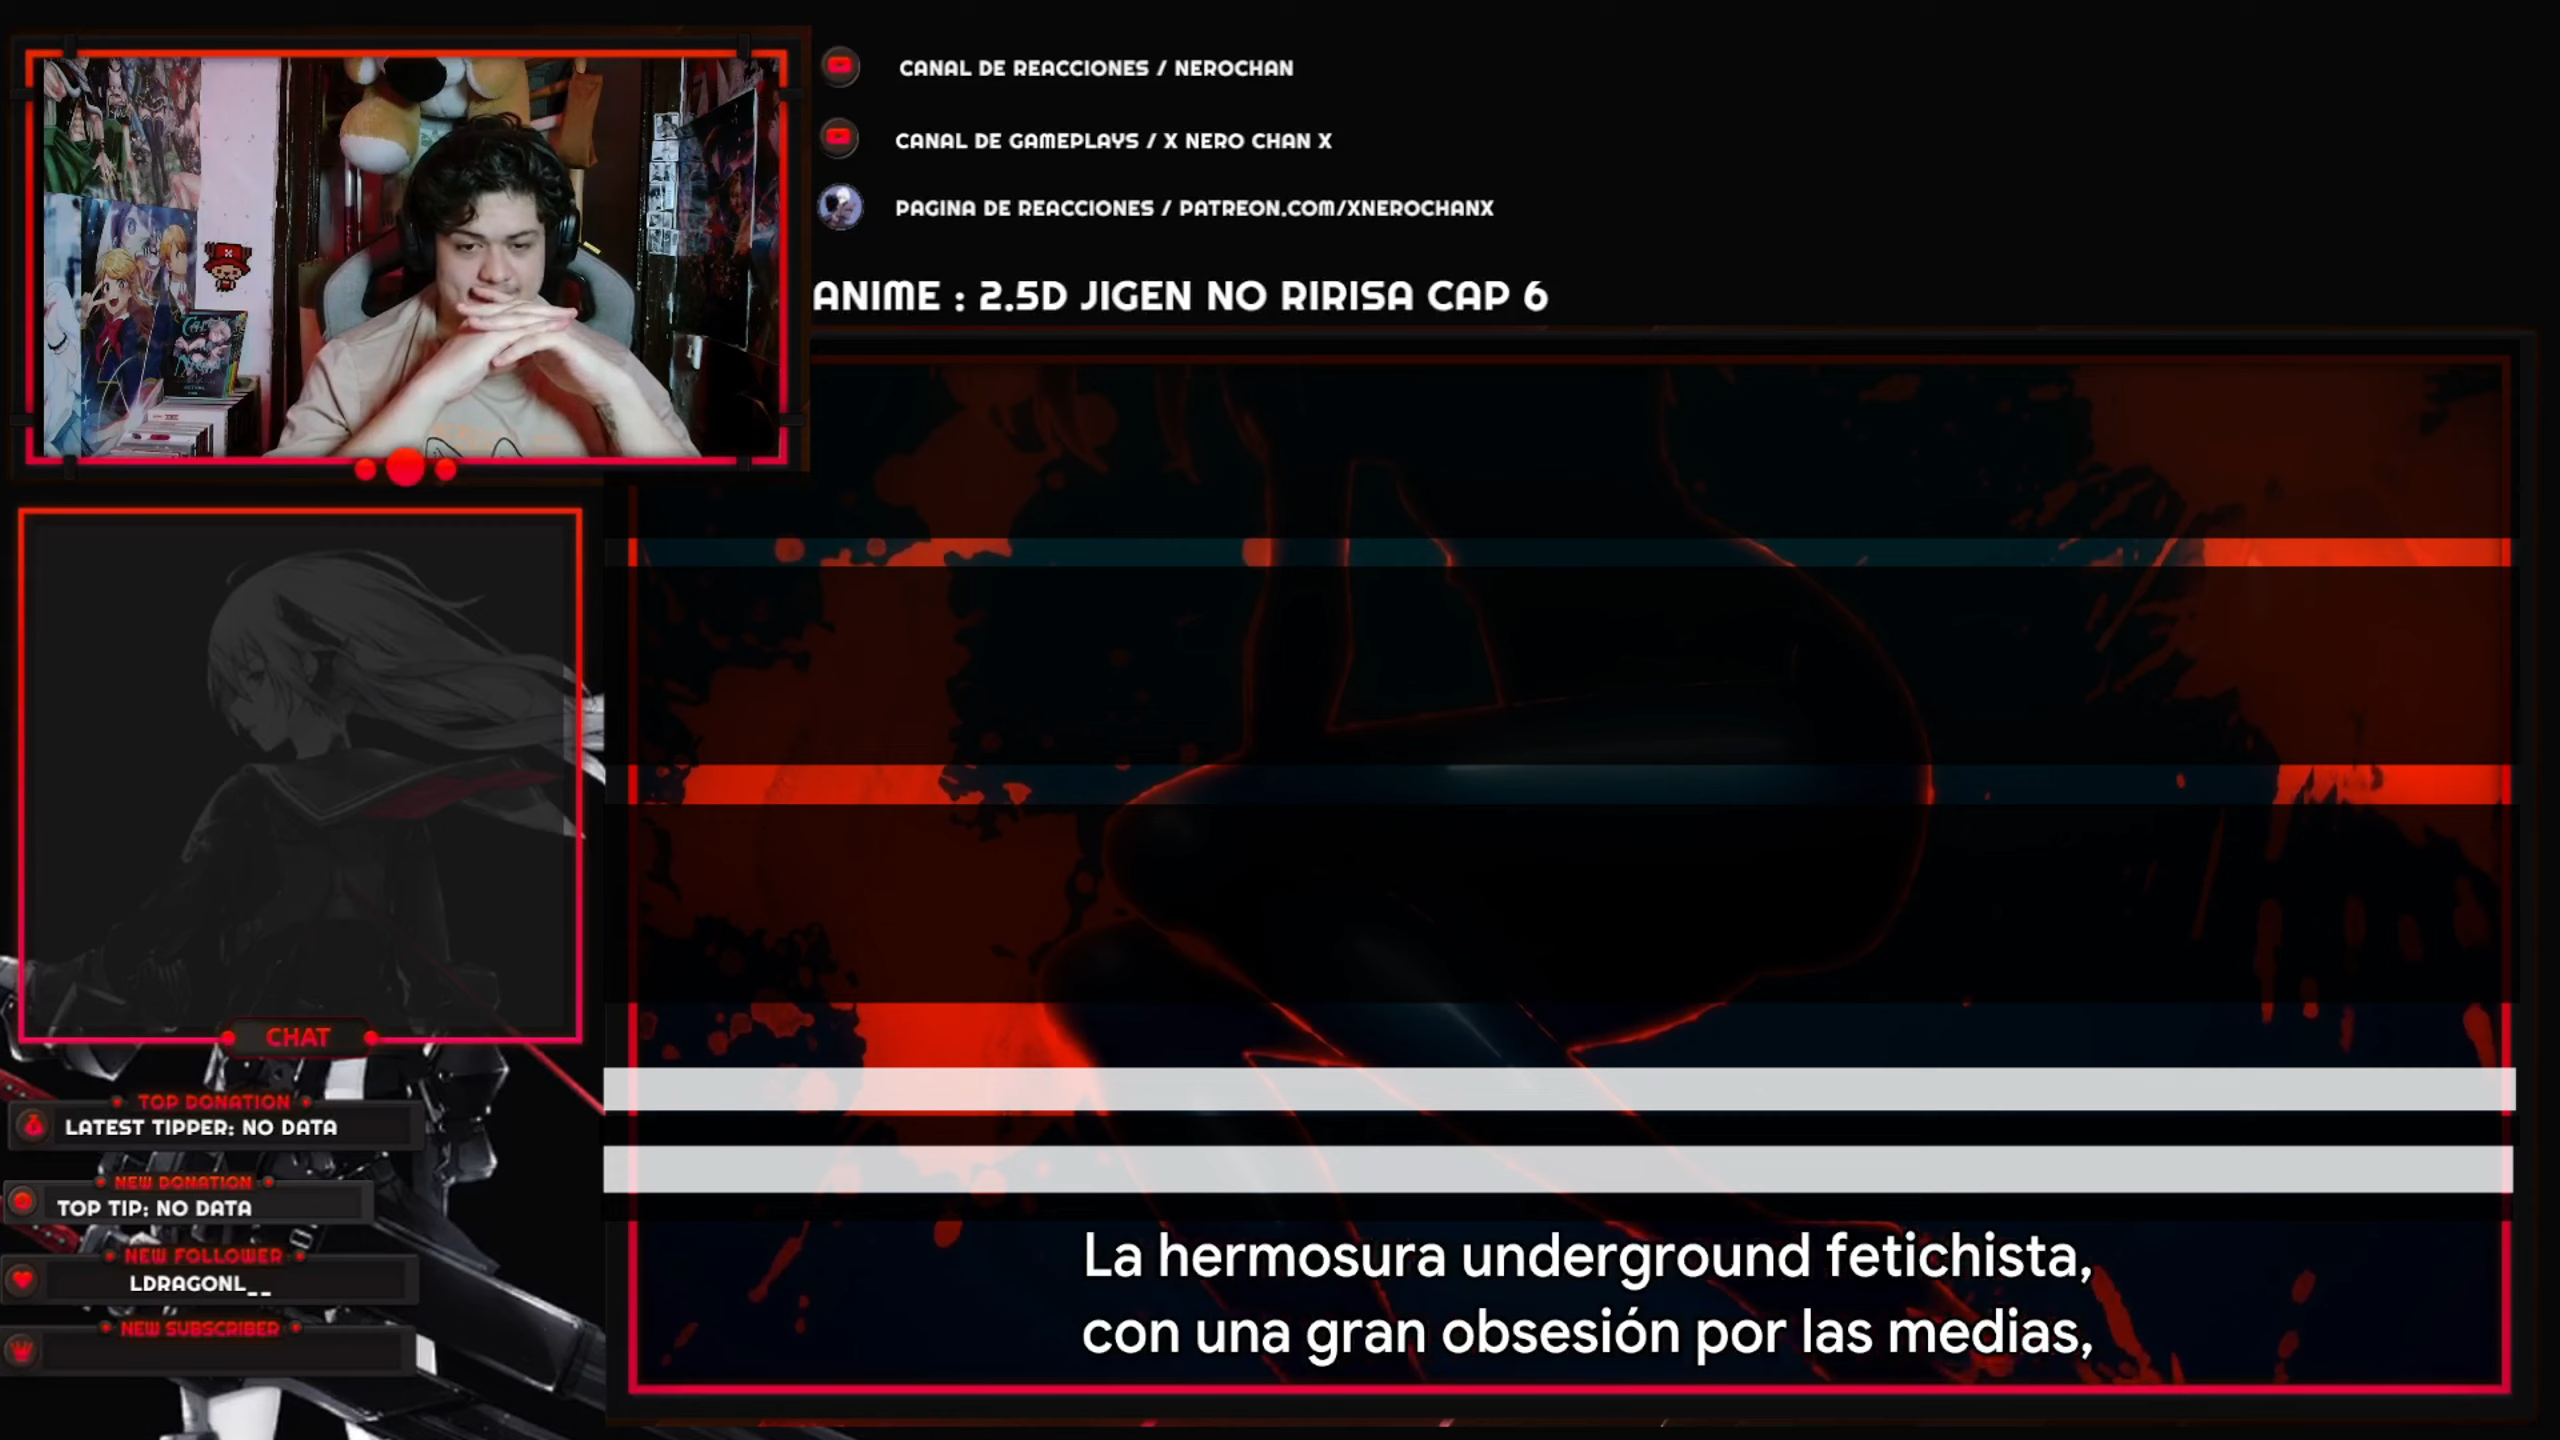 CANAL DE REACCIONES / NEROCHAN
CANAL DE GAMEPLAYS / X NERO CHAN X
PAGINA DE REACCIONES / PATREON.COM/XNEROCHANX
ANIME : 2.5D JIGEN NO RIRISA CAP 6
CHAT
TOP DONATION
LATEST TIPPER: NO DATA
NEW DONATION
TOP TIP: NO DATA
NEW FOLLOWER
LDRAGONL__
NEW SUBSCRIBER
La hermosura underground fetichista,
con una gran obsesión por las medias,